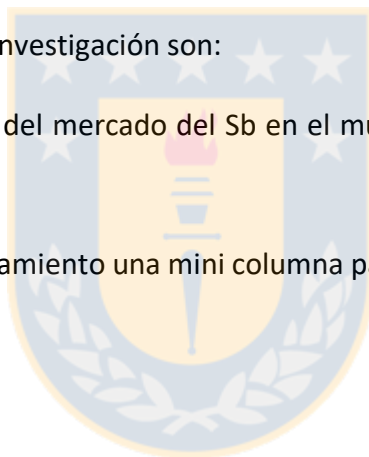 nvestigación son:
del mercado del Sb en el mu
amiento una mini columna pa